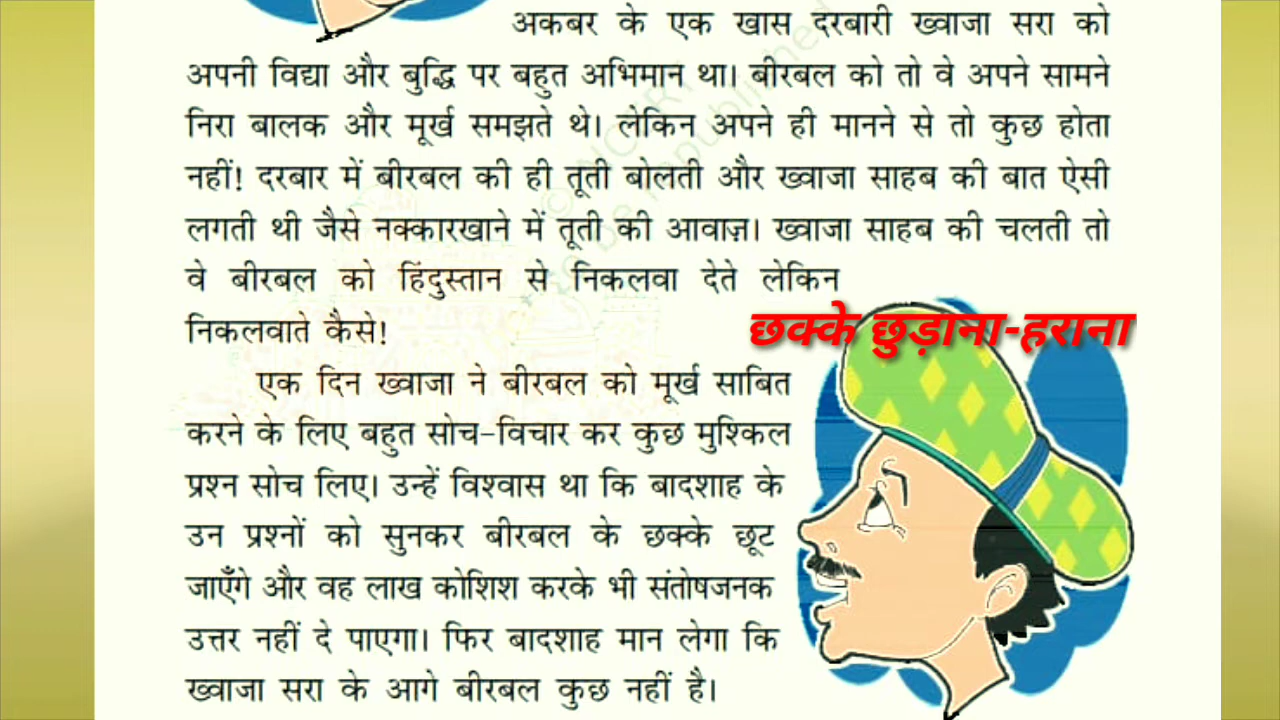 अकबर के एक खास दरबारी ख्वाजा सरा को
अपनी विद्या और बुद्धि पर बहुत अभिमान था। बीरबल को तो वे अपने सामने
निरा बालक और मूर्ख समझते थे। लेकिन अपने ही मानने से तो कुछ होता
नहीं! दरबार में बीरबल की ही तूती बोलती और ख्वाजा साहब की बात ऐसी
लगती थी जैसे नक्कारखाने में तूती की आवाज़। ख्वाजा साहब की चलती तो
वे बीरबल को हिंदुस्तान से निकलवा देते लेकिन
निकलवाते कैसे!
छक्के छुड़ाना-हराना
एक दिन ख्वाजा ने बीरबल को मूर्ख साबित
करने के लिए बहुत सोच-विचार कर कुछ मुश्किल
प्रश्न सोच लिए। उन्हें विश्वास था कि बादशाह के
उन प्रश्नों को सुनकर बीरबल के छक्के छूट
जाएँगे और वह लाख कोशिश करके भी संतोषजनक
उत्तर नहीं दे पाएगा। फिर बादशाह मान लेगा कि
ख्वाजा सरा के आगे बीरबल कुछ नहीं है।